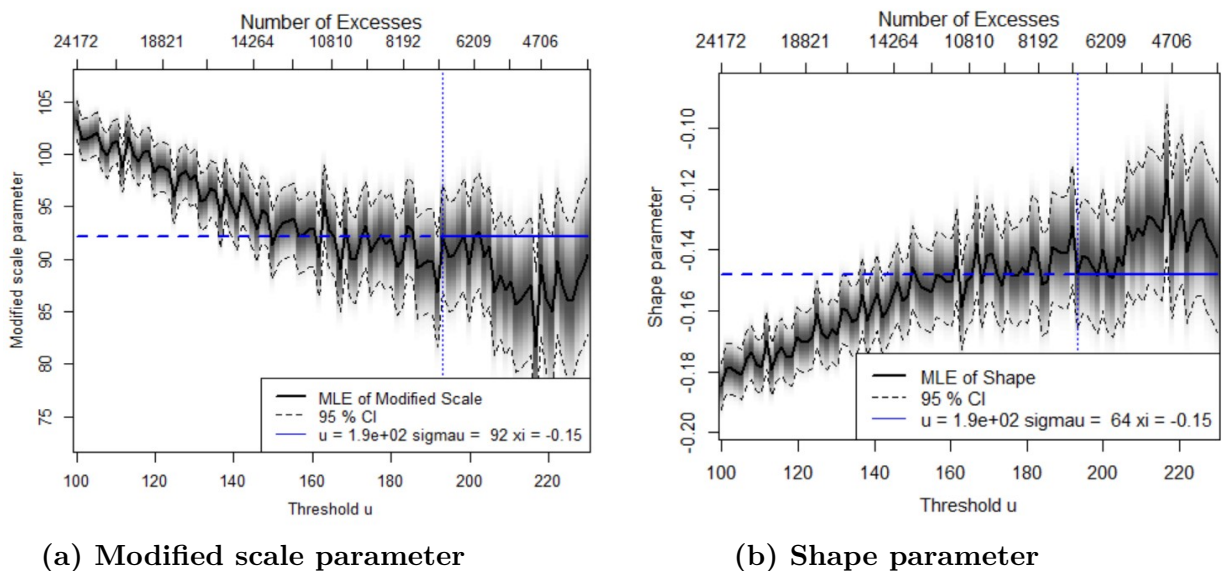 Number of Excesses
24172 18821 14264 10810 8192 6209 4706
Modified scale parameter
105
100
95
90
85
80
75
MLE of Modified Scale
95 % CI
u = 1.9e+02 sigmau = 92 xi = -0.15
100 120 140 160 180 200 220
Threshold u
(a) Modified scale parameter
Number of Excesses
24172 18821 14264 10810 8192 6209 4706
Shape parameter
-0.10
-0.12
-0.14
-0.16
-0.18
-0.20
MLE of Shape
95 % CI
u = 1.9e+02 sigmau = 64 xi = -0.15
100 120 140 160 180 200 220
Threshold u
(b) Shape parameter